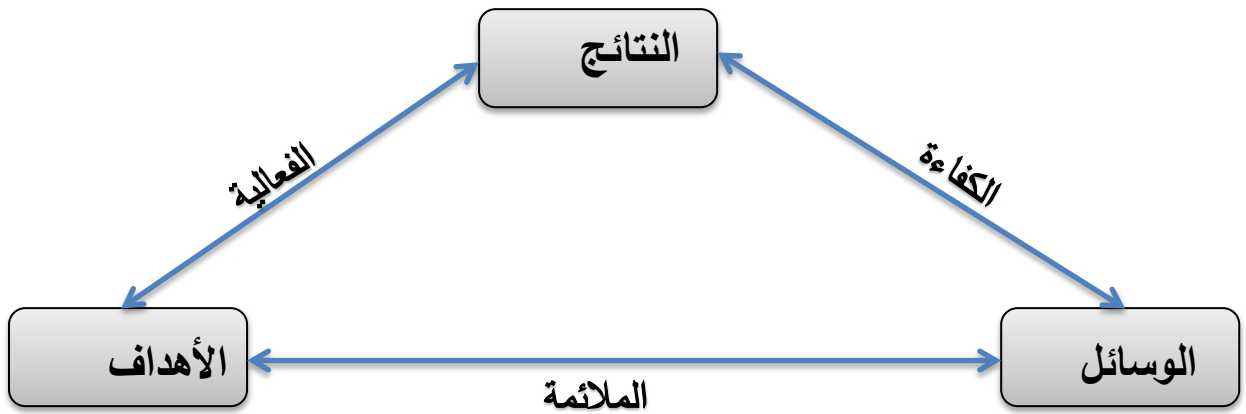 النتائج
الكفاءة
الفعالية
الوسائل
الأهداف
الملائمة